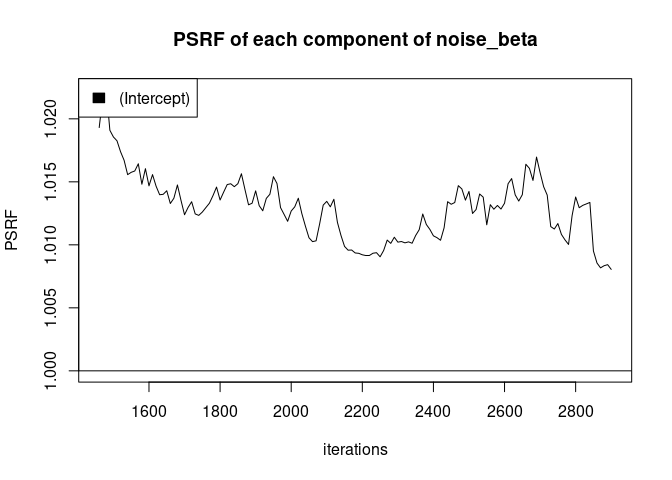 PSRF of each component of noise_beta
(Intercept)
PSRF
1.020
1.015
1.010
1.005
1.000
1600 1800 2000 2200 2400 2600 2800
iterations